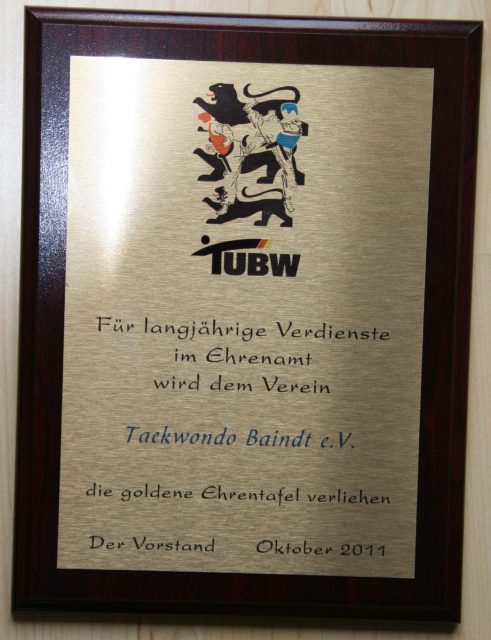 TUBW
Für langjährige Verdienste
im Ehrenamt
wird dem Verein
Taekwondo Baindt e.V.
die goldene Ehrentafel verliehen
Der Vorstand Oktober 2011